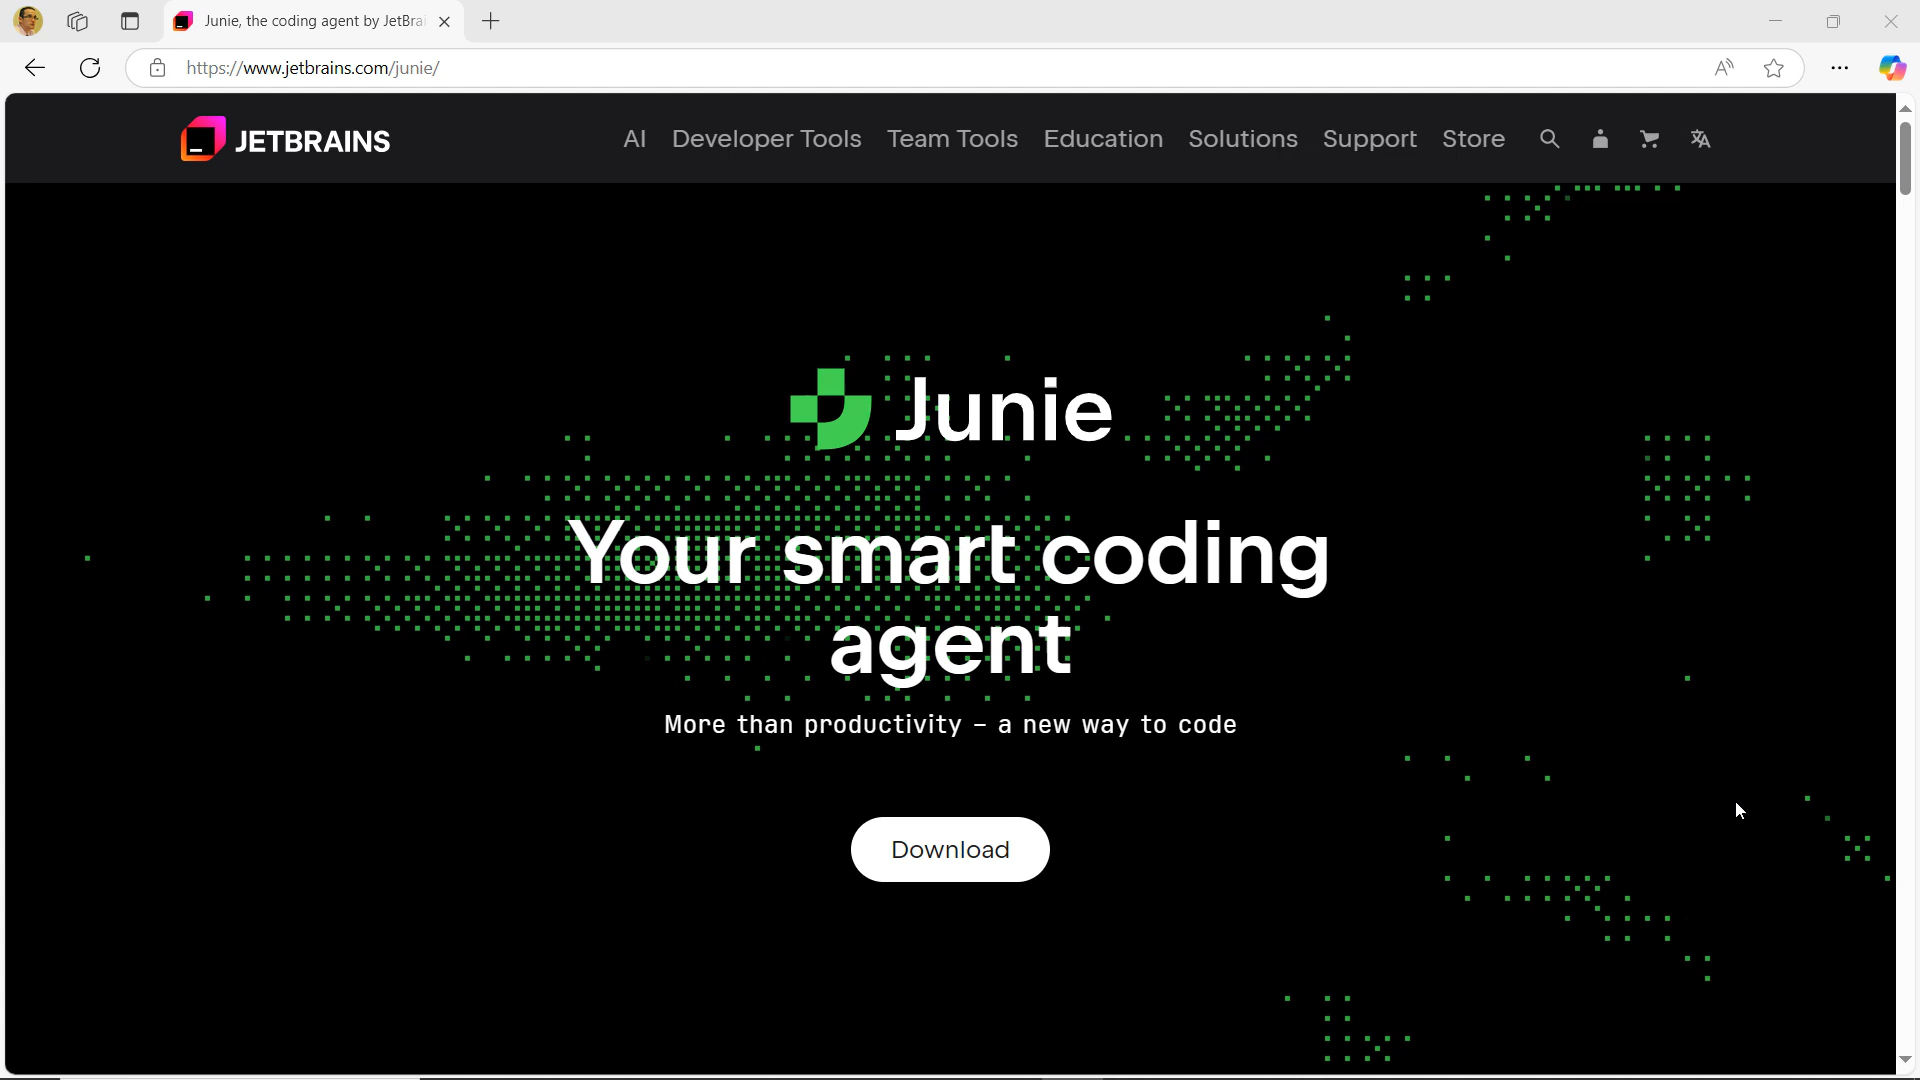 Junie, the coding agent by JetBrai
https://www.jetbrains.com/junie/
JETBRAINS
AI Developer Tools Team Tools Education Solutions Support Store
Junie
Your smart coding
agent
More than productivity – a new way to code
Download